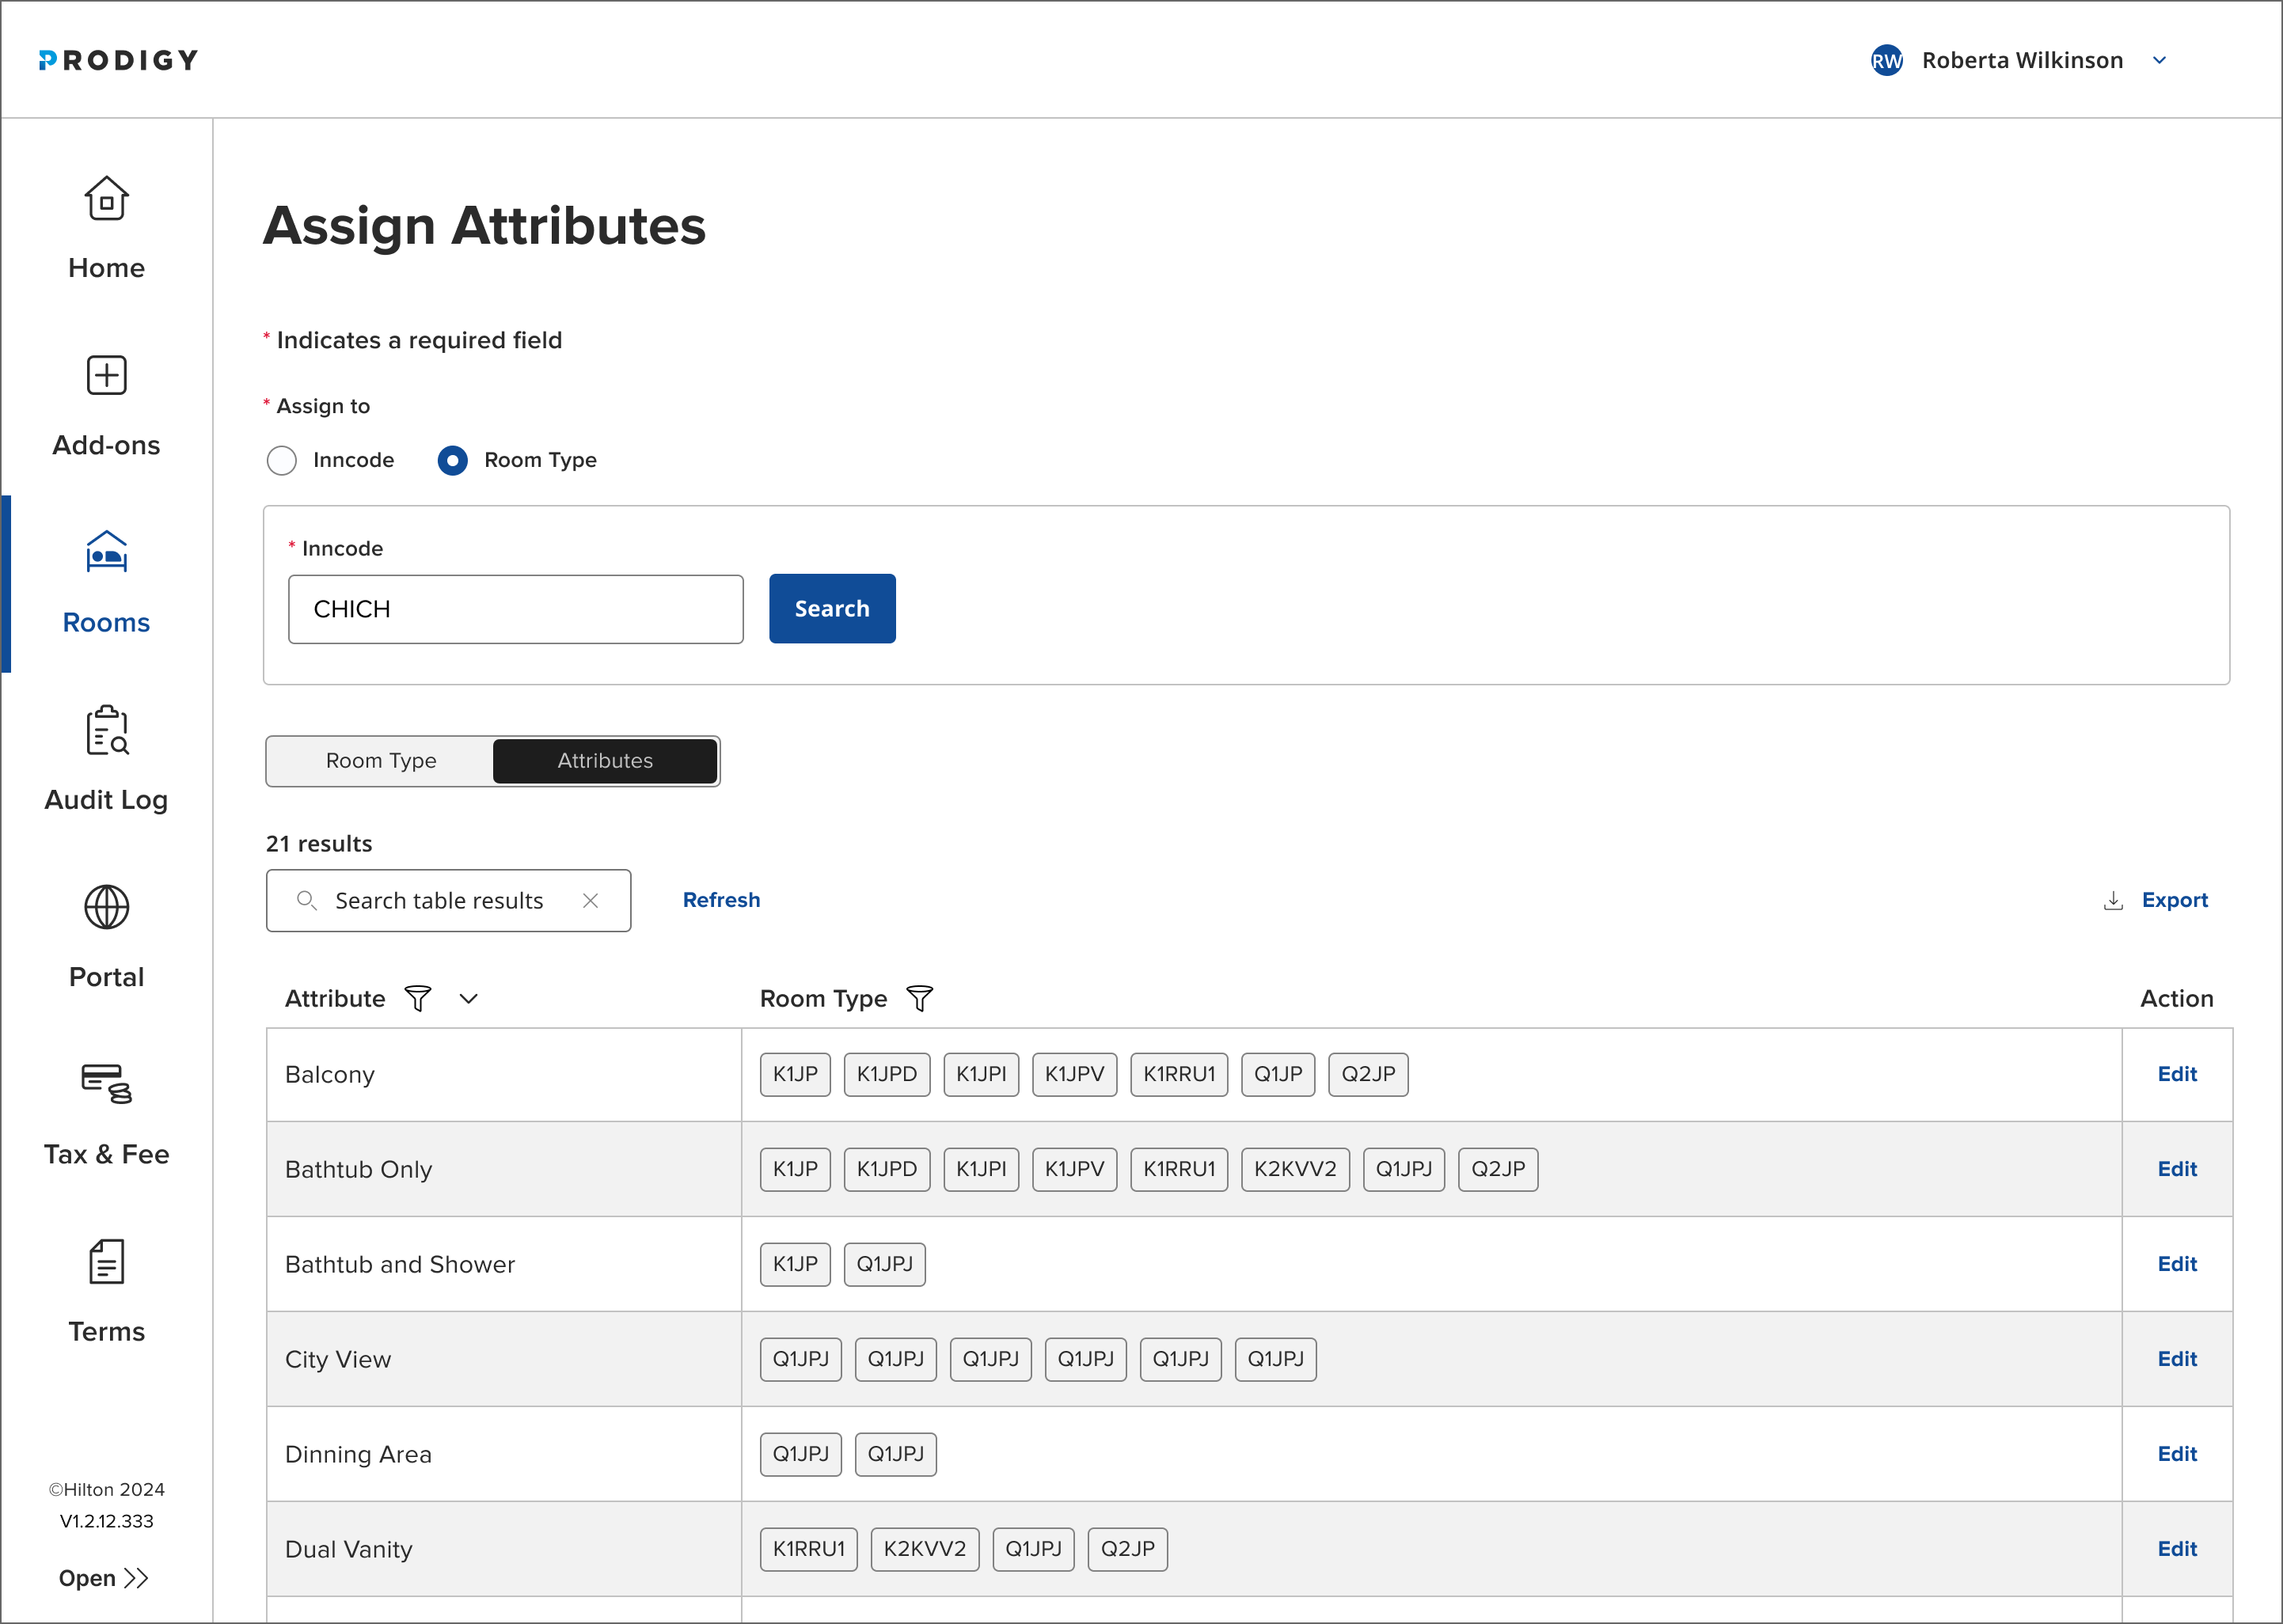 PRODIGY
RW Roberta Wilkinson
Home
Add-ons
Rooms
Audit Log
Portal
Tax & Fee
Terms
©Hilton 2024
V1.2.12.333
Open
Assign Attributes
* Indicates a required field
* Assign to
Inncode Room Type
* Inncode
CHICH Search
Room Type Attributes
21 results
Search table results Refresh Export
Attribute Room Type Action
Balcony K1JP K1JPD K1JPI K1JPV K1RRU1 Q1JP Q2JP Edit
Bathtub Only K1JP K1JPD K1JPI K1JPV K1RRU1 K2KVV2 Q1JPJ Q2JP Edit
Bathtub and Shower K1JP Q1JPJ Edit
City View Q1JPJ Q1JPJ Q1JPJ Q1JPJ Q1JPJ Q1JPJ Edit
Dinning Area Q1JPJ Q1JPJ Edit
Dual Vanity K1RRU1 K2KVV2 Q1JPJ Q2JP Edit